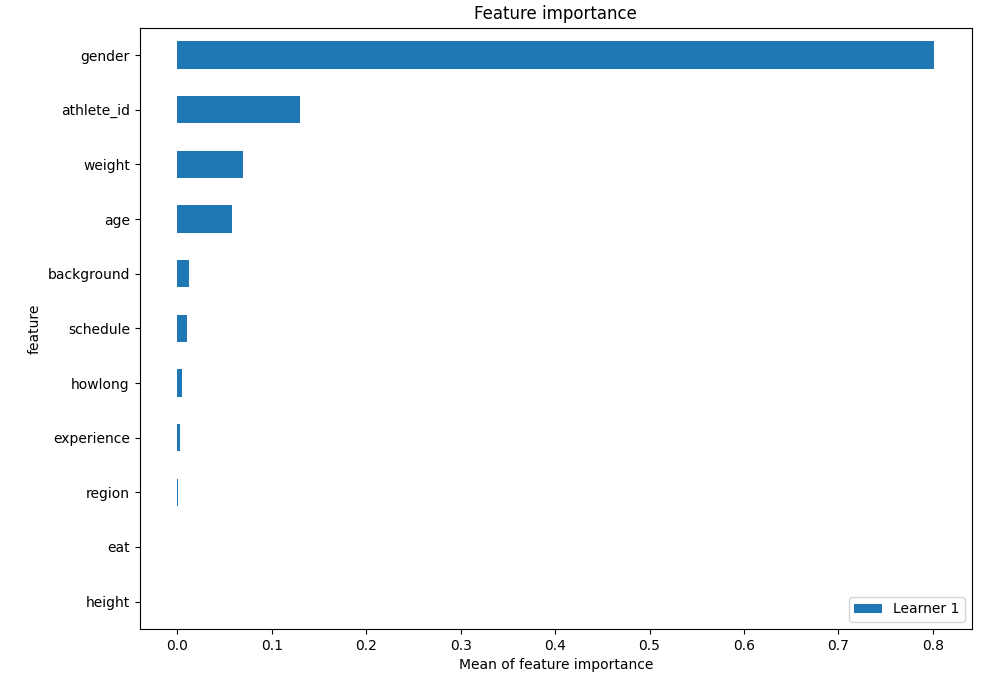 Feature importance
gender
athlete_id
weight
age
background
schedule
howlong
experience
region
eat
height
feature
Learner 1
0.0 0.1 0.2 0.3 0.4 0.5 0.6 0.7 0.8
Mean of feature importance